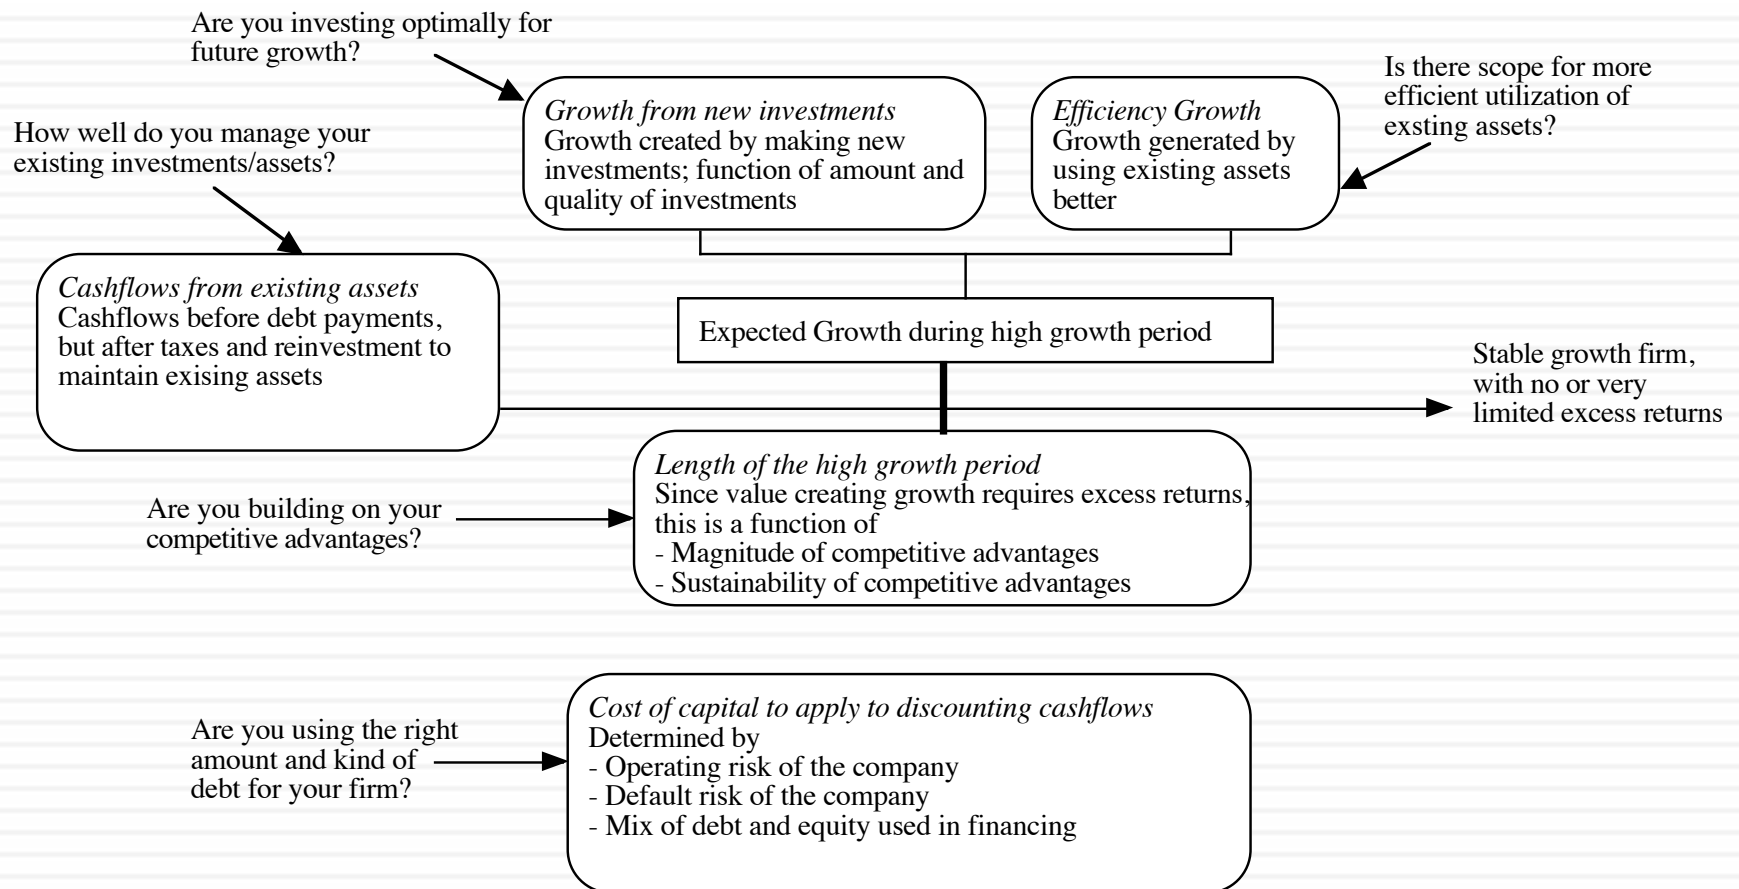 Are you investing optimally for
future growth?
Is there scope for more
efficient utilization of
exsting assets?
Growth from new investments
Growth created by making new
investments; function of amount and
quality of investments
Efficiency Growth
Growth generated by
using existing assets
better
How well do you manage your
existing investments/assets?
Cashflows from existing assets
Cashflows before debt payments,
but after taxes and reinvestment to
maintain exising assets
Expected Growth during high growth period
Stable growth firm,
with no or very
limited excess returns
Length of the high growth period
Since value creating growth requires excess returns,
this is a function of
- Magnitude of competitive advantages
- Sustainability of competitive advantages
Are you building on your
competitive advantages?
Cost of capital to apply to discounting cashflows
Determined by
- Operating risk of the company
- Default risk of the company
- Mix of debt and equity used in financing
Are you using the right
amount and kind of
debt for your firm?